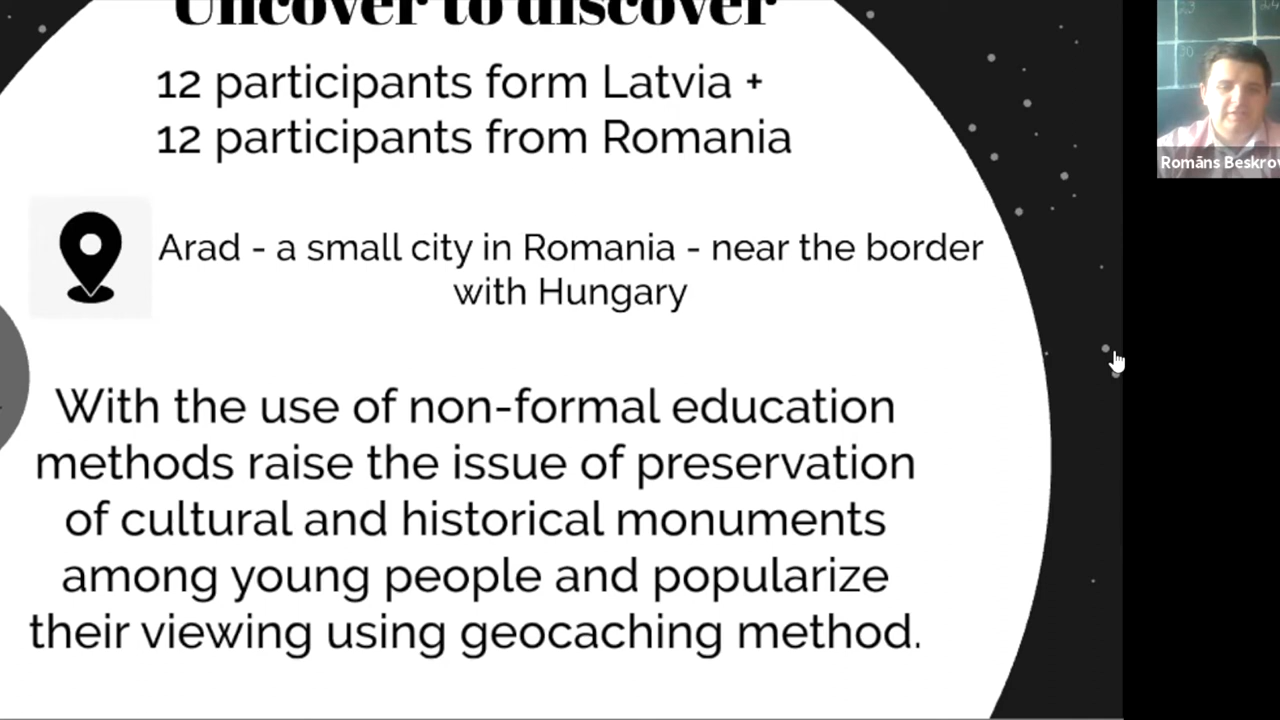 Uncover to discover
12 participants form Latvia +
12 participants from Romania
Arad - a small city in Romania - near the border
with Hungary
With the use of non-formal education
methods raise the issue of preservation
of cultural and historical monuments
among young people and popularize
their viewing using geocaching method.
Romāns Beskrov